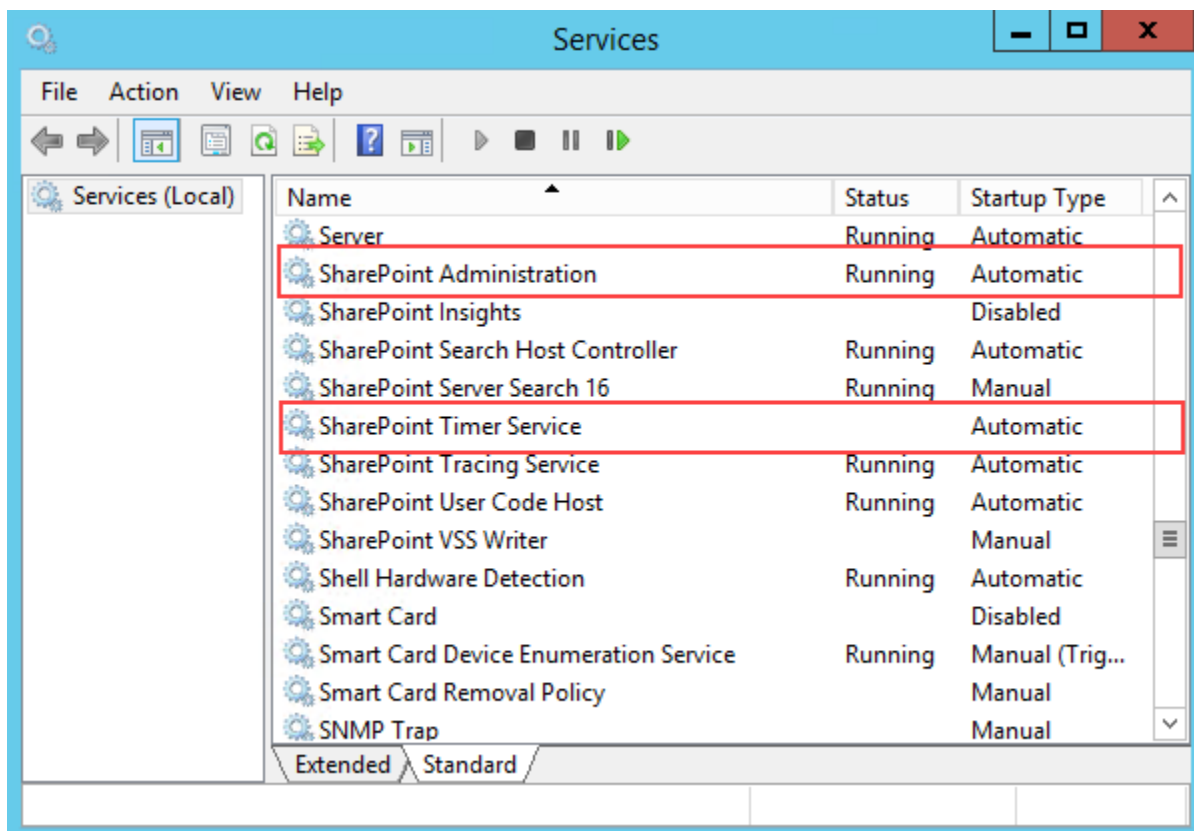 Services
File Action View Help
Services (Local)
Name Status Startup Type
Server Running Automatic
SharePoint Administration Running Automatic
SharePoint Insights Disabled
SharePoint Search Host Controller Running Automatic
SharePoint Server Search 16 Running Manual
SharePoint Timer Service Automatic
SharePoint Tracing Service Running Automatic
SharePoint User Code Host Running Automatic
SharePoint VSS Writer Manual
Shell Hardware Detection Running Automatic
Smart Card Disabled
Smart Card Device Enumeration Service Running Manual (Trig...
Smart Card Removal Policy Manual
SNMP Trap Manual
Extended Standard